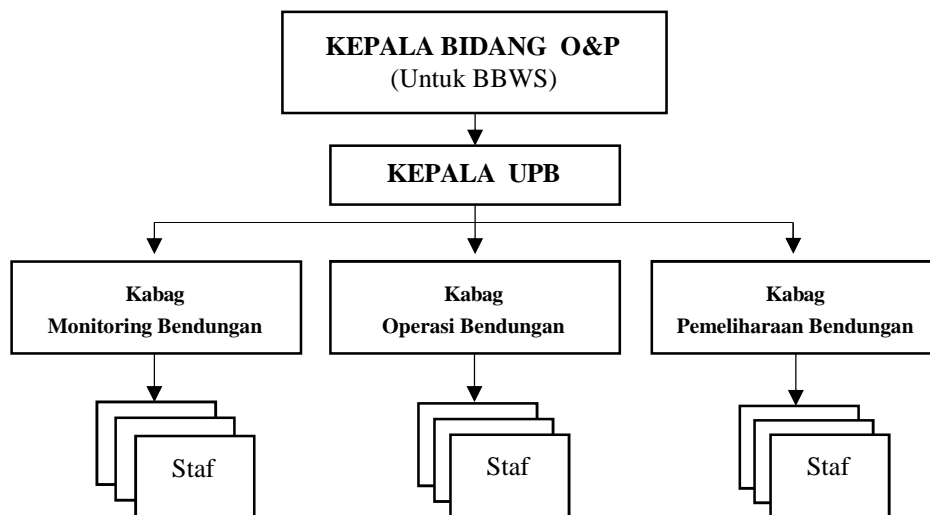 KEPALA BIDANG O&P
(Untuk BBWS)
KEPALA UPB
Kabag
Monitoring Bendungan
Kabag
Operasi Bendungan
Kabag
Pemeliharaan Bendungan
Staf
Staf
Staf